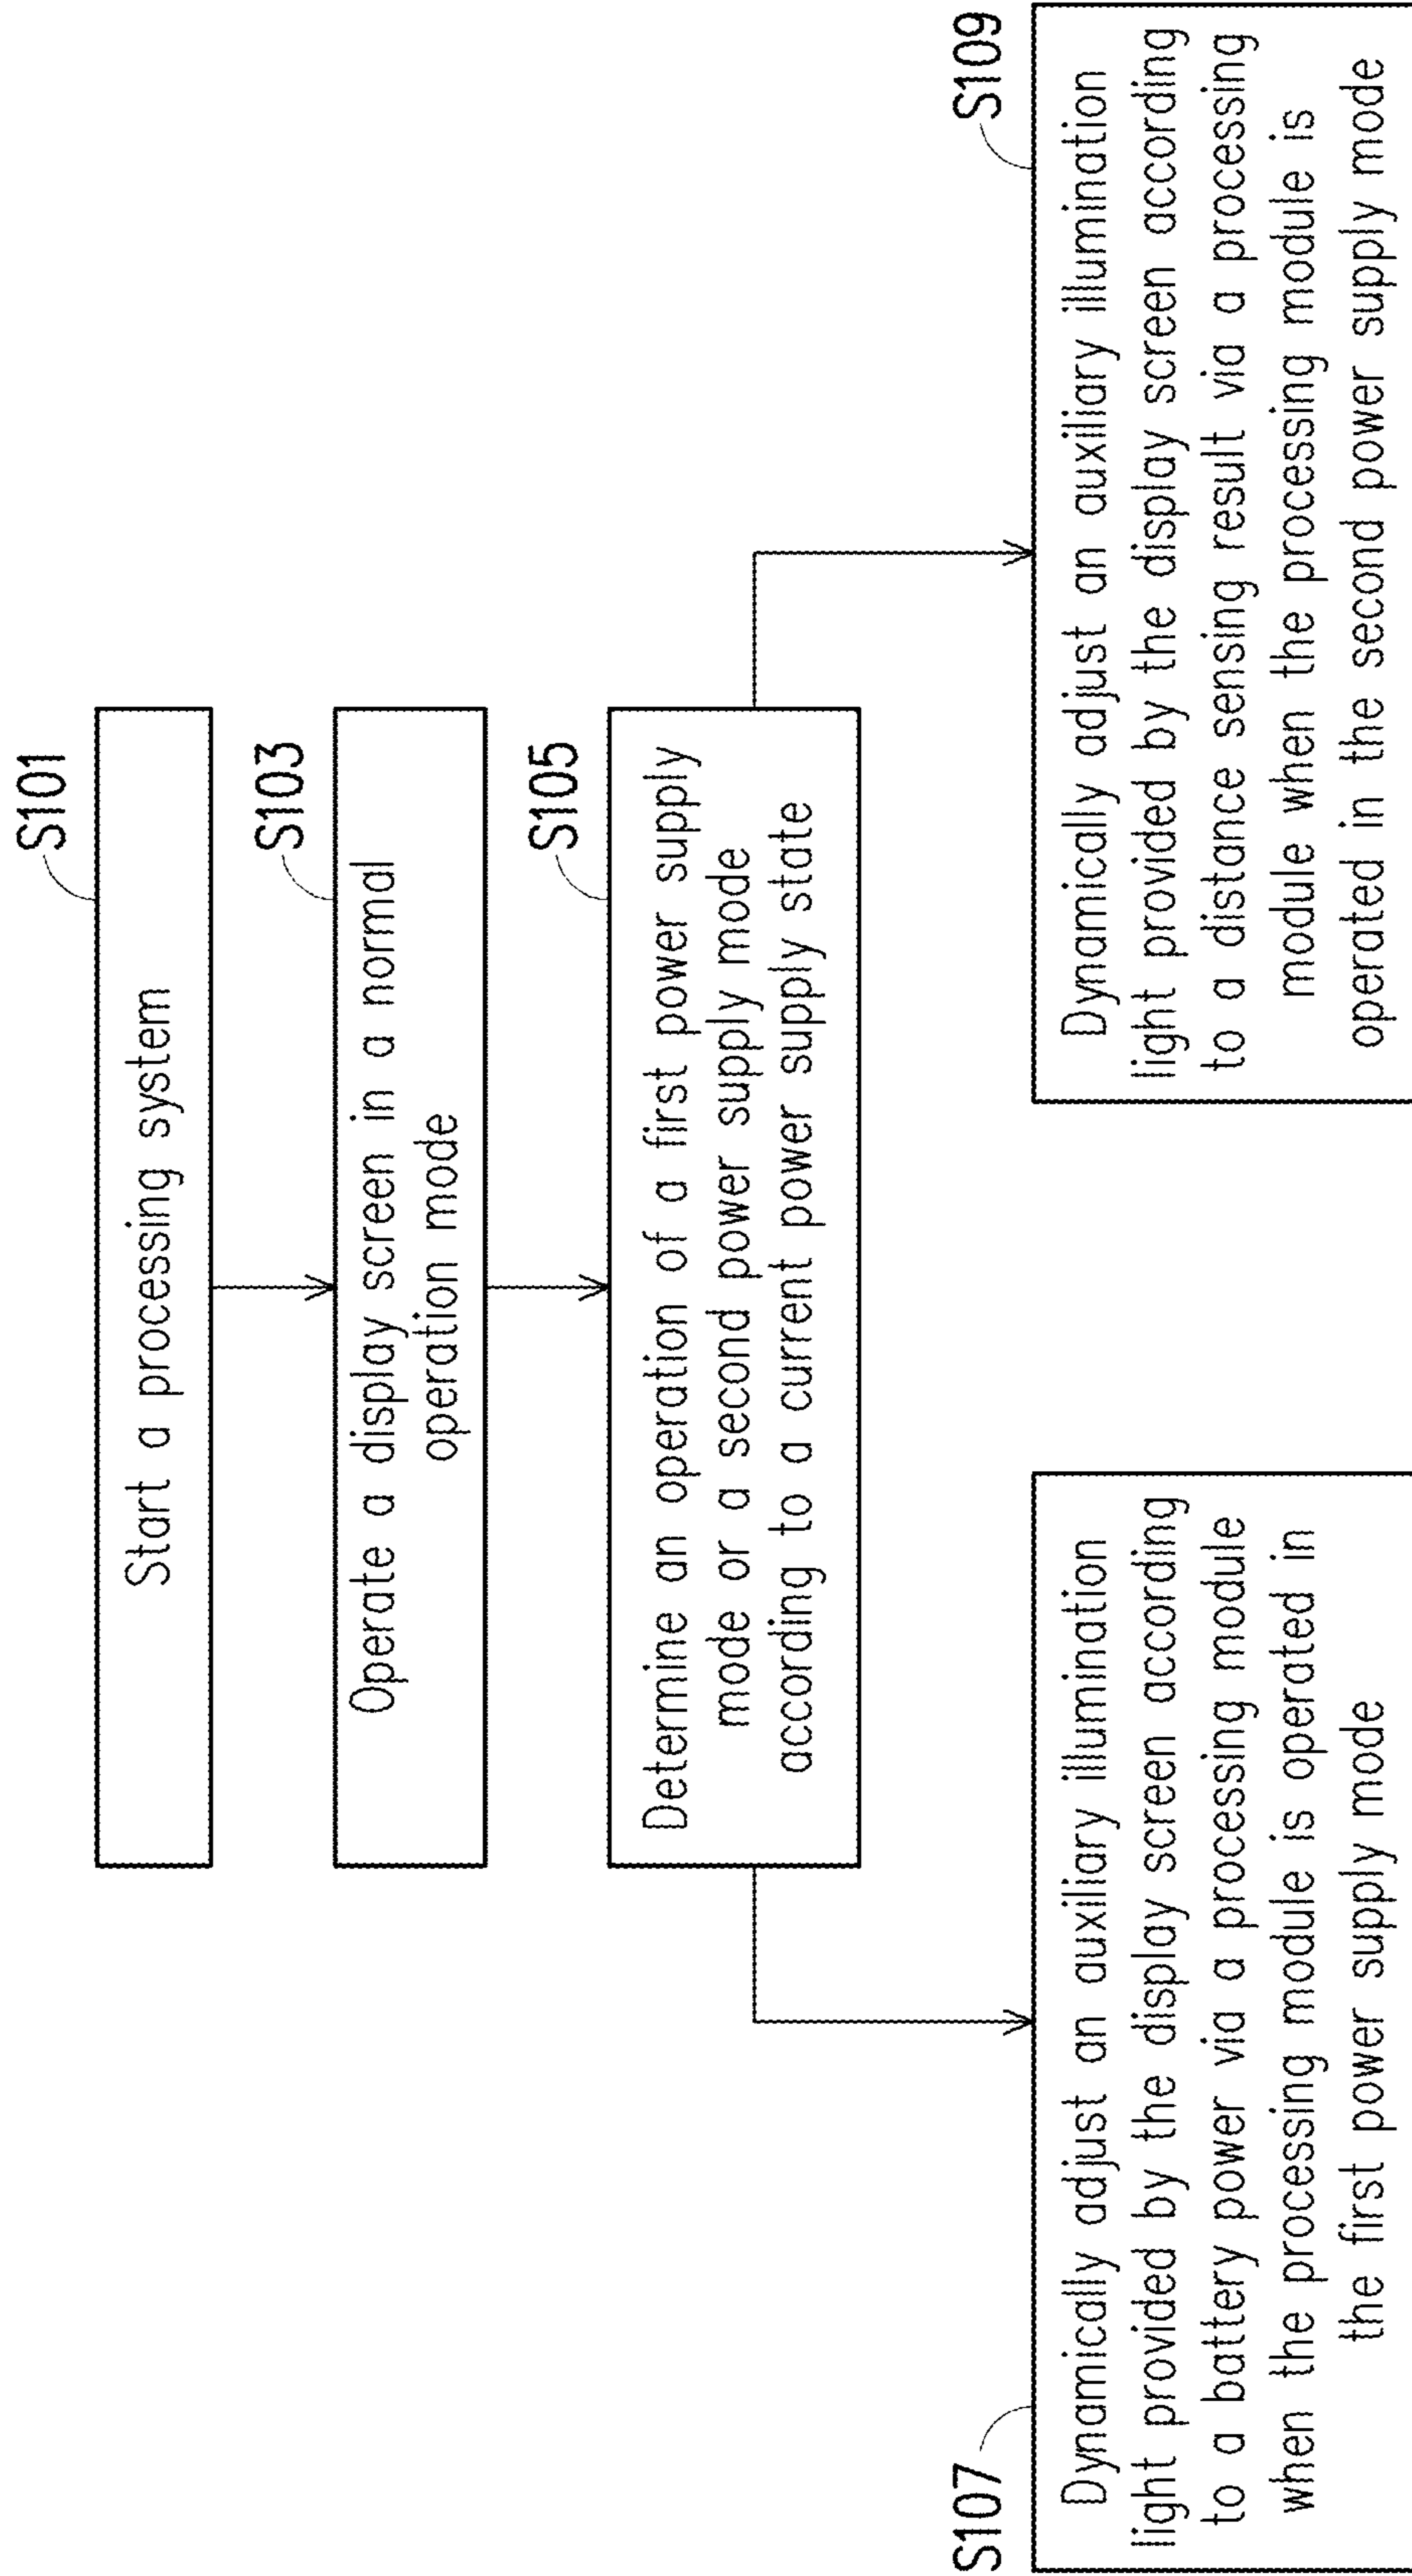 S101
Start a processing system
S103
Operate a display screen in a normal
operation mode
S105
Determine an operation of a first power supply
mode or a second power supply mode
according to a current power supply state
S107
Dynamically adjust an auxiliary illumination
light provided by the display screen according
to a battery power via a processing module
when the processing module is operated in
the first power supply mode
S109
Dynamically adjust an auxiliary illumination
light provided by the display screen according
to a distance sensing result via a processing
module when the processing module is
operated in the second power supply mode